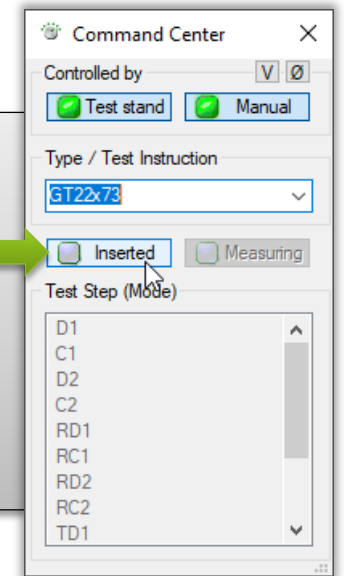 Command Center
Controlled by V Ø
Test stand Manual
Type / Test Instruction
GT22x73
Inserted Measuring
Test Step (Mode)
D1
C1
D2
C2
RD1
RC1
RD2
RC2
TD1